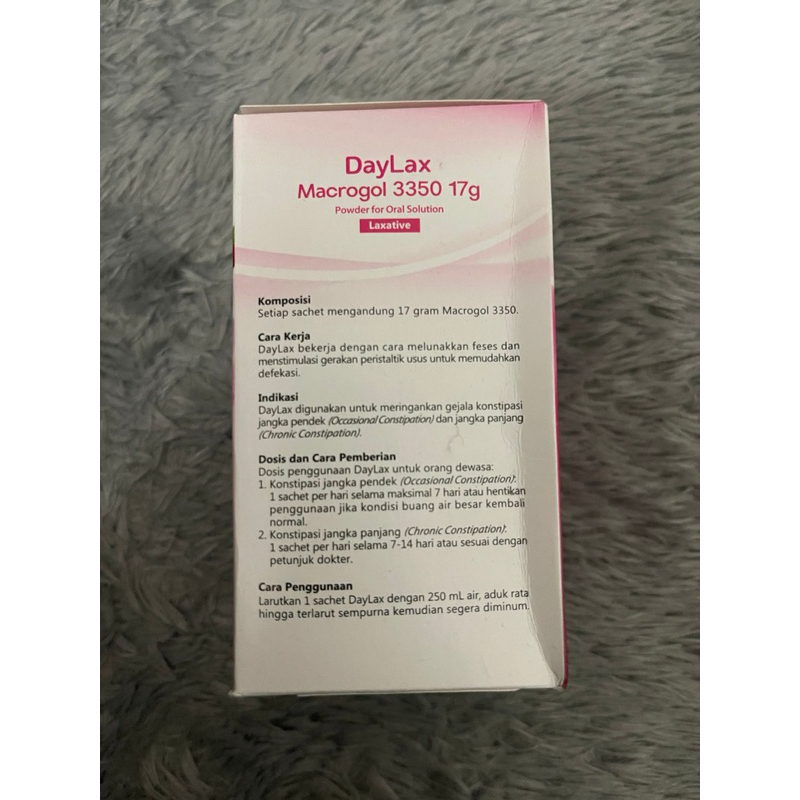 DayLax
Macrogol 3350 17g
Powder for Oral Solution
Laxative
Komposisi
Setiap sachet mengandung 17 gram Macrogol 3350.
Cara Kerja
DayLax bekerja dengan cara melunakkan feses dan
menstimulasi gerakan peristaltik usus untuk memudahkan
defekasi.
Indikasi
DayLax digunakan untuk meringankan gejala konstipasi
jangka pendek (Occasional Constipation) dan jangka panjang
(Chronic Constipation).
Dosis dan Cara Pemberian
Dosis penggunaan DayLax untuk orang dewasa:
1. Konstipasi jangka pendek (Occasional Constipation):
1 sachet per hari selama maksimal 7 hari atau hentikan
penggunaan jika kondisi buang air besar kembali
normal.
2. Konstipasi jangka panjang (Chronic Constipation):
1 sachet per hari selama 7-14 hari atau sesuai dengan
petunjuk dokter.
Cara Penggunaan
Larutkan 1 sachet DayLax dengan 250 mL air, aduk rata
hingga terlarut sempurna kemudian segera diminum.